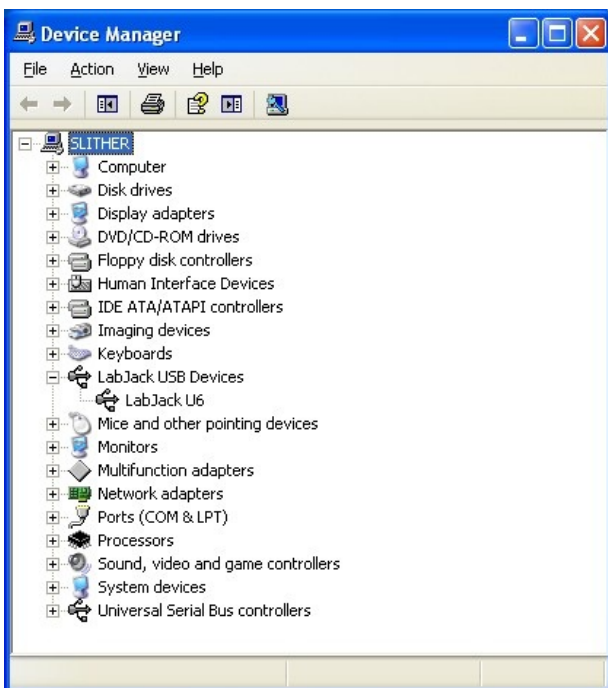 Device Manager
File Action View Help
SLITHER
Computer
Disk drives
Display adapters
DVD/CD-ROM drives
Floppy disk controllers
Human Interface Devices
IDE ATA/ATAPI controllers
Imaging devices
Keyboards
LabJack USB Devices
LabJack U6
Mice and other pointing devices
Monitors
Multifunction adapters
Network adapters
Ports (COM & LPT)
Processors
Sound, video and game controllers
System devices
Universal Serial Bus controllers